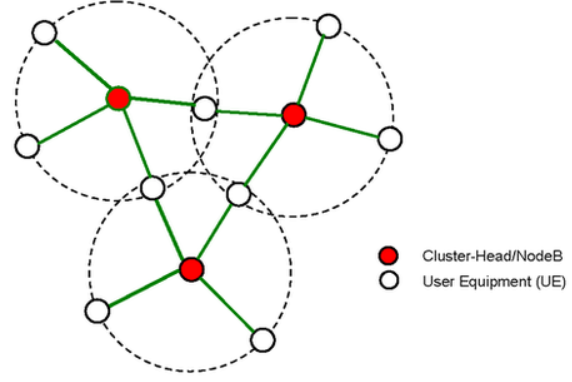 Cluster-Head/NodeB
User Equipment (UE)